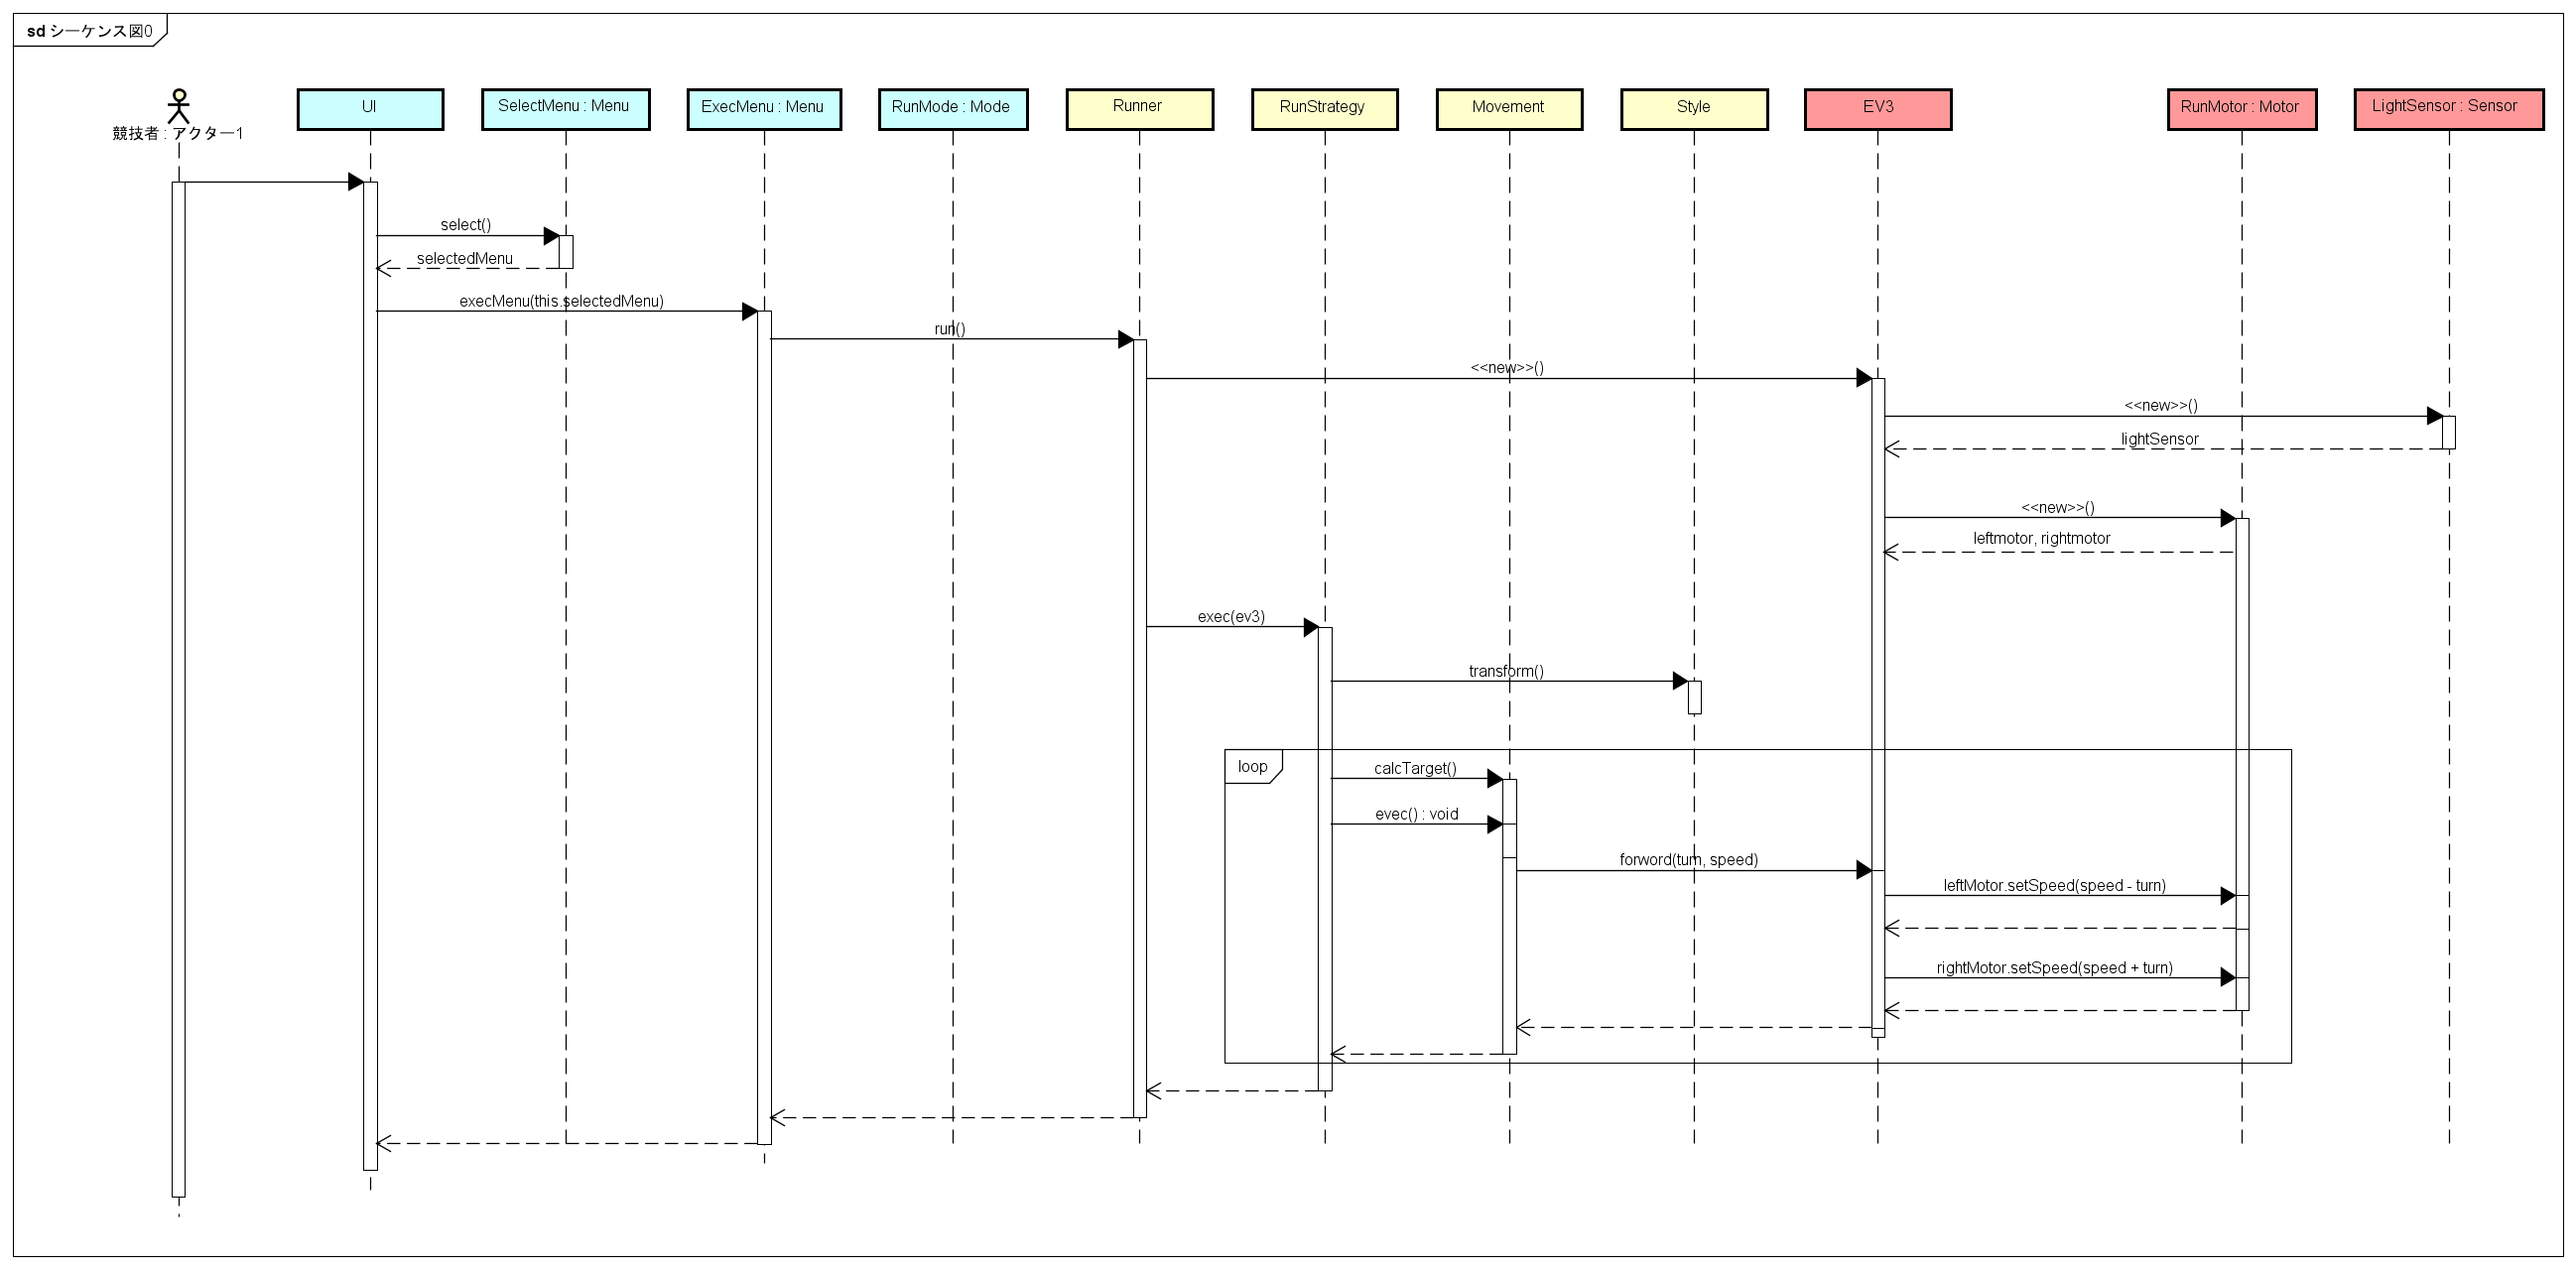 sd シーケンス図0
競技者 : アクター1
UI
SelectMenu : Menu
ExecMenu : Menu
RunMode : Mode
Runner
RunStrategy
Movement
Style
EV3
RunMotor : Motor
LightSensor : Sensor
select()
selectedMenu
execMenu(this.selectedMenu)
run()
<<new>>()
<<new>>()
lightSensor
<<new>>()
leftmotor, rightmotor
exec(ev3)
transform()
loop
calcTarget()
evec() : void
forword(turn, speed)
leftMotor.setSpeed(speed - turn)
rightMotor.setSpeed(speed + turn)